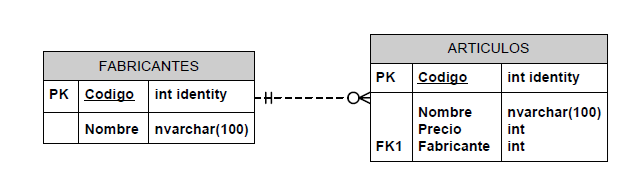 FABRICANTES
PK Codigo int identity
Nombre nvarchar(100)
ARTICULOS
PK Codigo int identity
Nombre nvarchar(100)
Precio int
FK1 Fabricante int